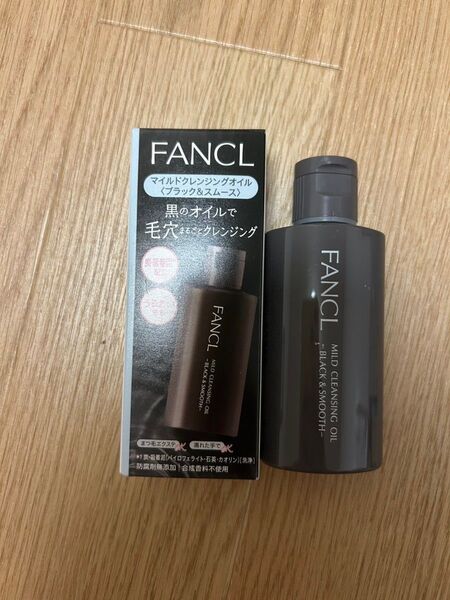 FANCL
マイルドクレンジングオイル
〈ブラック&スムース〉
黒のオイルで
毛穴まるごとクレンジング
FANCL
MILD CLEANSING OIL
-BLACK & SMOOTH-
まつ毛エクステ
濡れた手で
防腐剤無添加|合成香料不使用
FANCL
MILD CLEANSING OIL
-BLACK & SMOOTH-